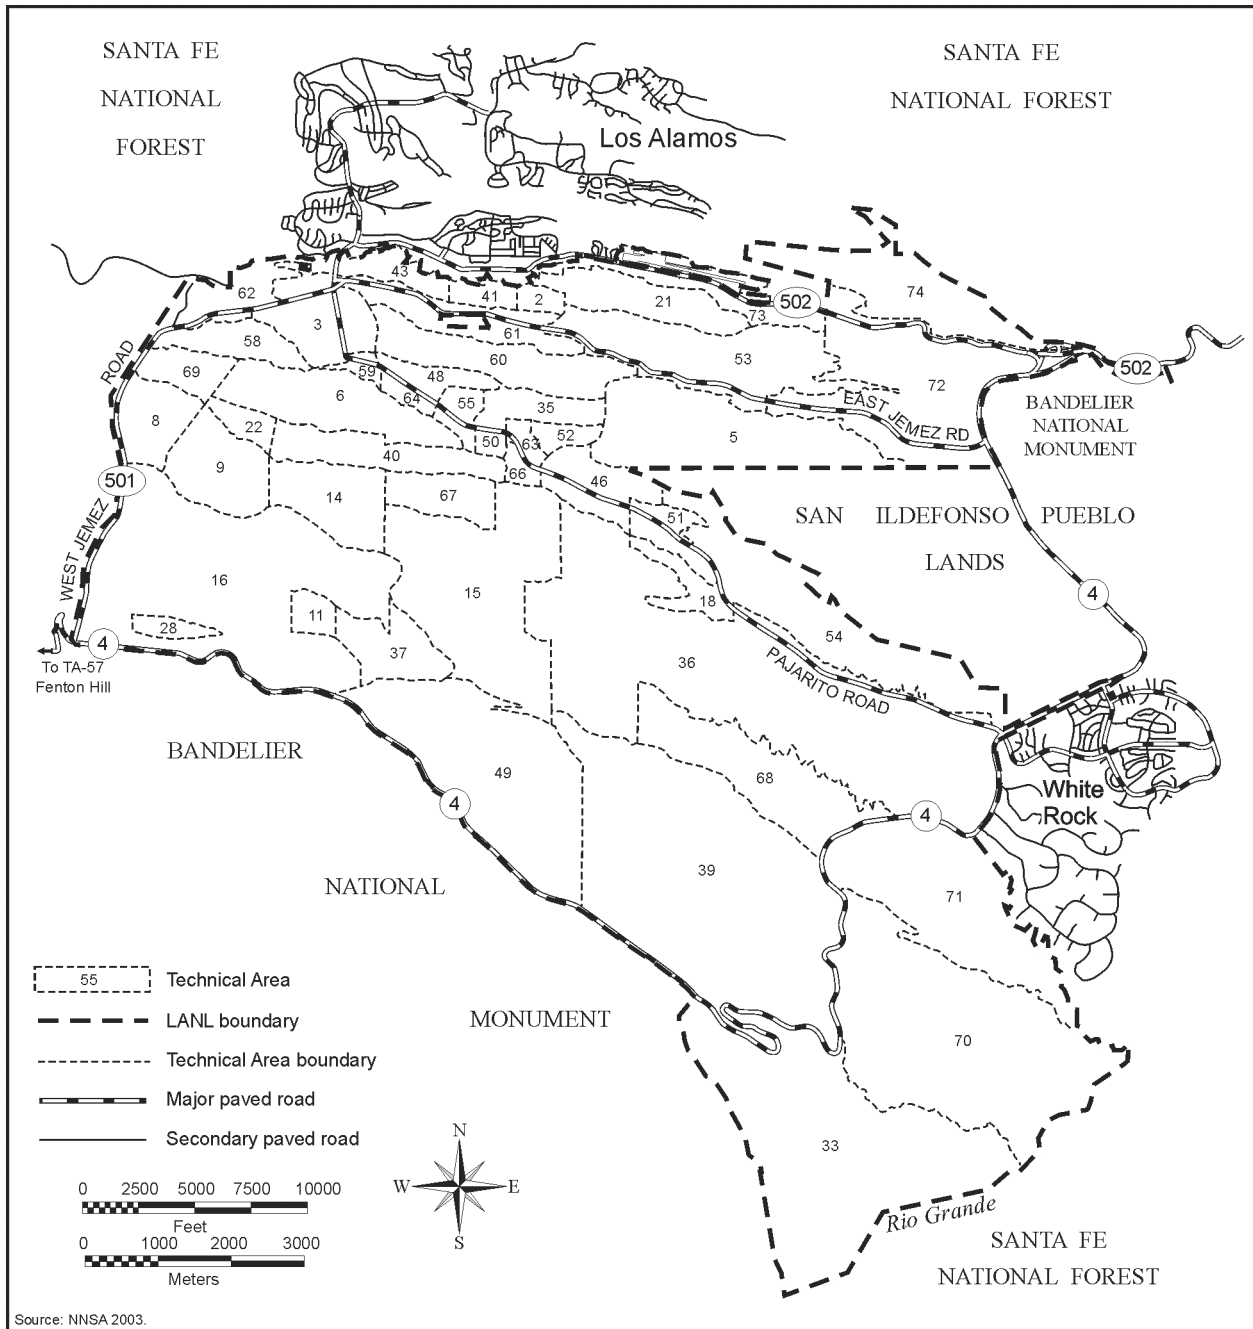 SANTA FE
NATIONAL
FOREST
SANTA FE
NATIONAL FOREST
Los Alamos
43
62
41
2
21
73
502
74
3
61
58
60
53
502
69
59
48
72
6
64
55
35
EAST JEMEZ RD
BANDELIER
NATIONAL
MONUMENT
8
22
5
50
63
52
40
9
66
46
501
14
67
51
SAN ILDEFONSO PUEBLO
LANDS
WEST JEMEZ ROAD
16
15
18
4
11
28
54
4
37
36
PAJARITO ROAD
To TA-57
Fenton Hill
BANDELIER
49
68
White
Rock
4
4
39
NATIONAL
71
55 Technical Area
LANL boundary
MONUMENT
70
Technical Area boundary
Major paved road
Secondary paved road
33
N
W E
S
0 2500 5000 7500 10000
Feet
0 1000 2000 3000
Meters
Rio Grande
SANTA FE
NATIONAL FOREST
Source: NNSA 2003.